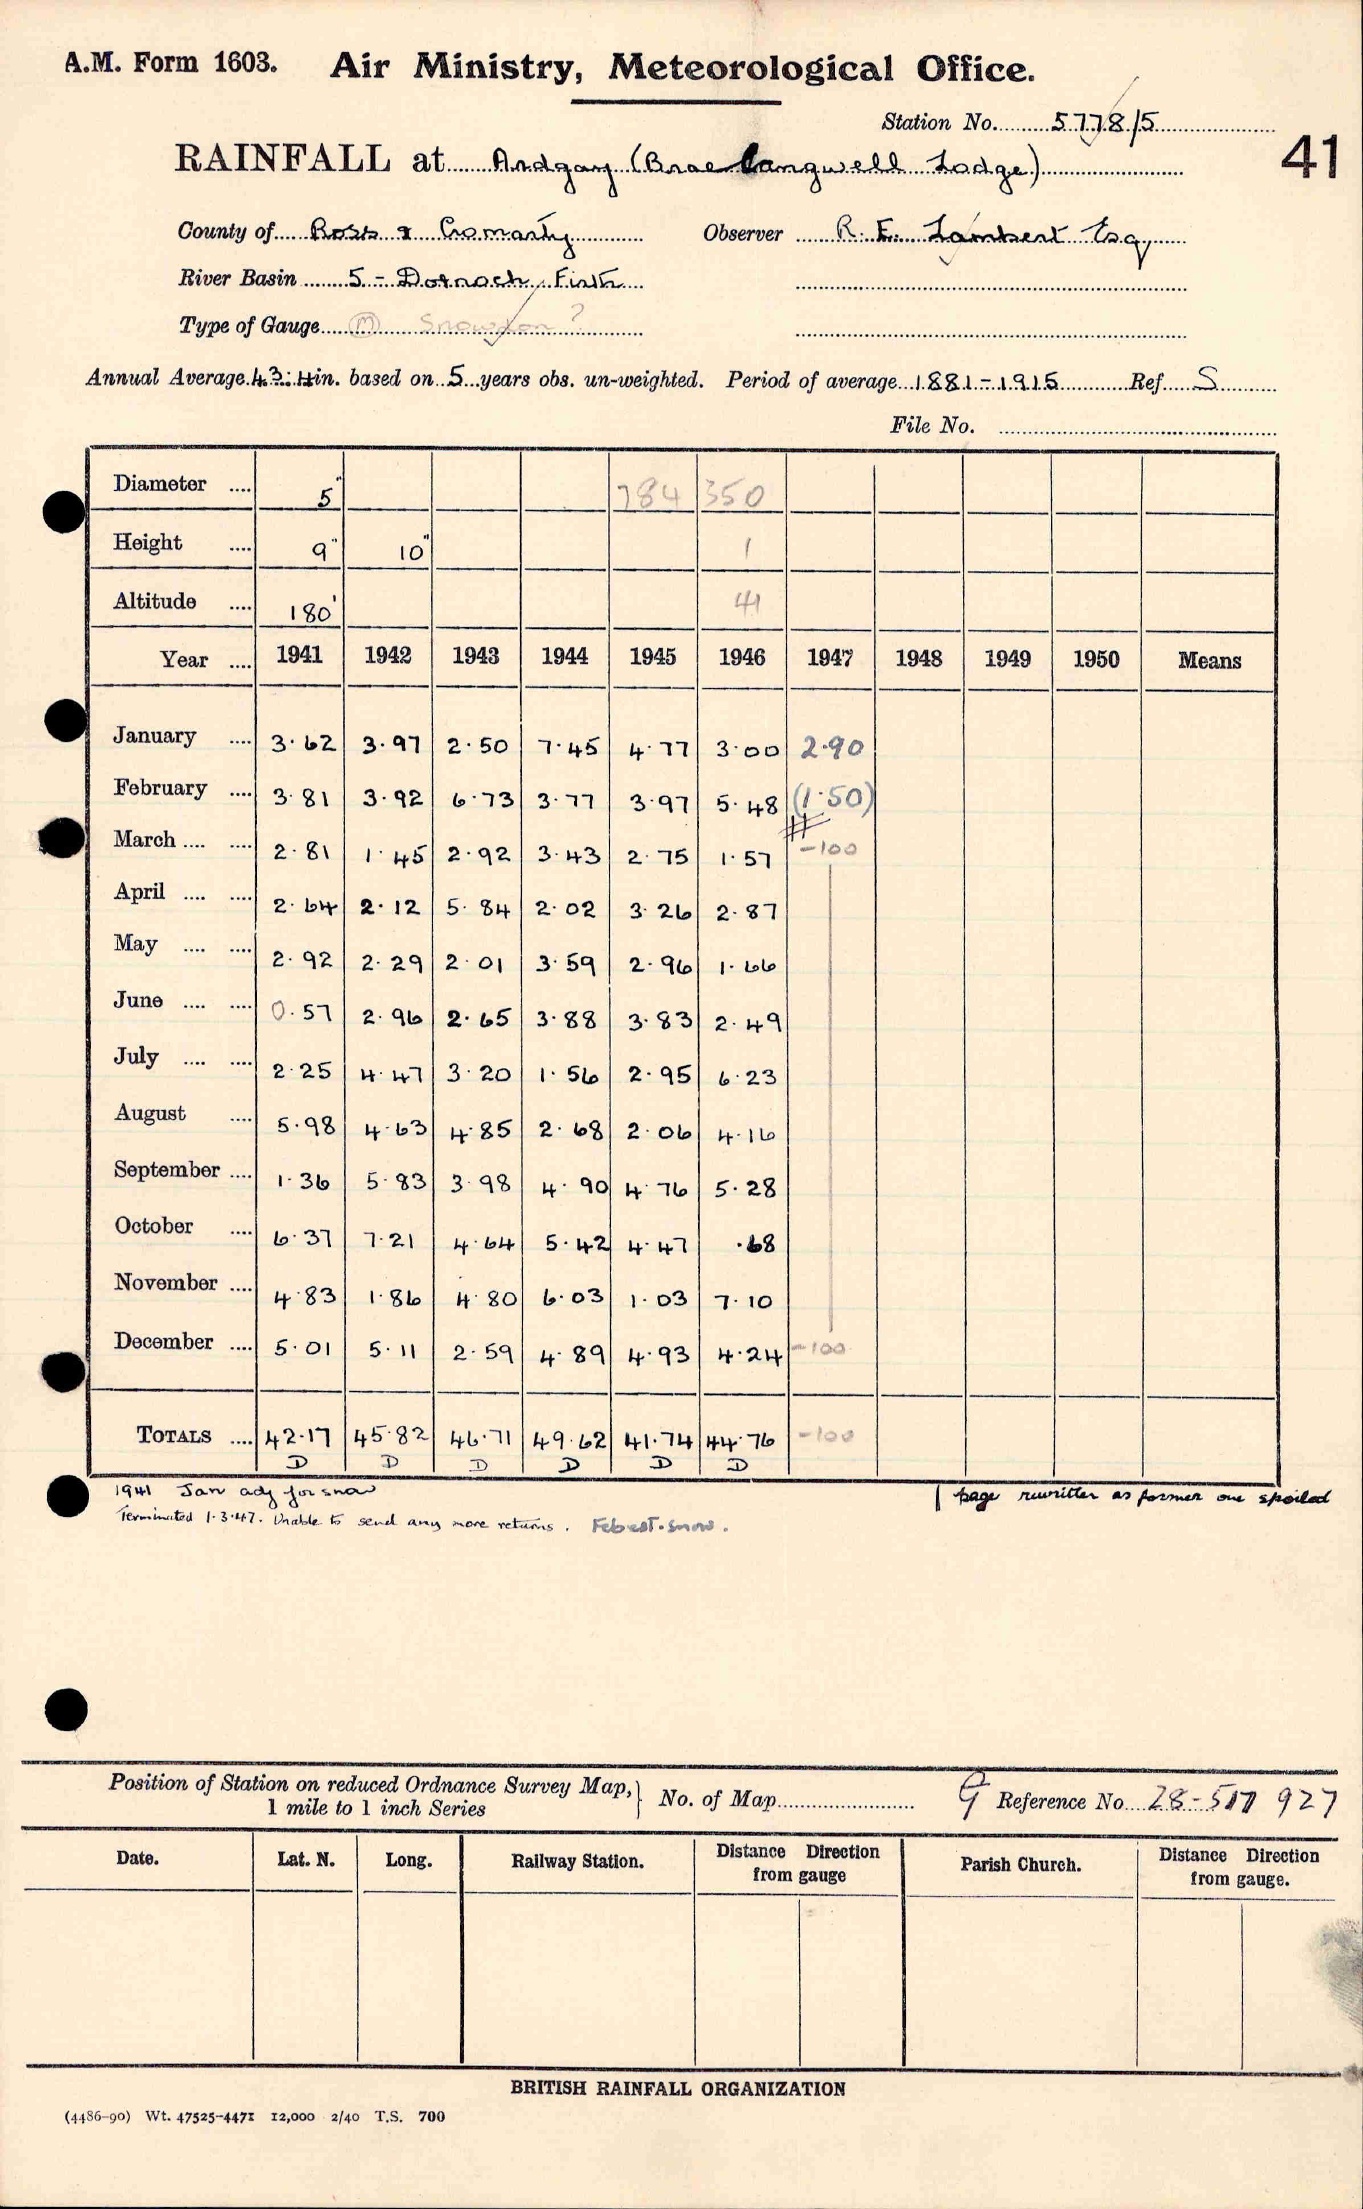 A.M. Form 1603. Air Ministry, Meteorological Office.
Station No. 5778/5
RAINFALL at Ardgay (Brae Langwell Lodge) 41
County of Ross & Cromarty Observer R. E. Lambert Esq
River Basin 5 - Dornoch Firth
Type of Gauge (M) Snowdon ?
Annual Average 43.4 in. based on 5 years obs. un-weighted. Period of average 1881-1915 Ref S
File No.
Diameter .... 5" 784 350
Height .... 9" 10" 1
Altitude .... 180' 41
Year .... 1941 1942 1943 1944 1945 1946 1947 1948 1949 1950 Means
January .... 3.62 3.97 2.50 7.45 4.77 3.00 2.90
February .... 3.81 3.92 6.73 3.77 3.97 5.48 (1.50)
March .... .... 2.81 1.45 2.92 3.43 2.75 1.57 -100
April .... .... 2.64 2.12 5.84 2.02 3.26 2.87
May .... .... 2.92 2.29 2.01 3.59 2.96 1.66
June .... .... 0.57 2.96 2.65 3.88 3.83 2.49
July .... .... 2.25 4.47 3.20 1.56 2.95 6.23
August .... 5.98 4.63 4.85 2.68 2.06 4.16
September .... 1.36 5.83 3.98 4.90 4.76 5.28
October .... 6.37 7.21 4.64 5.42 4.47 .68
November .... 4.83 1.86 4.80 6.03 1.03 7.10
December .... 5.01 5.11 2.59 4.89 4.93 4.24 -100
TOTALS .... 42.17 45.82 46.71 49.62 41.74 44.76 -100
D D D D D D
1941 Jan adj for snow page rewritten as former one spoiled
Terminated 1.3.47. Unable to send any more returns. Feb est. snow.
Position of Station on reduced Ordnance Survey Map,
1 mile to 1 inch Series } No. of Map G Reference No. 28-517 927
Date. Lat. N. Long. Railway Station. Distance Direction from gauge Parish Church. Distance Direction from gauge.
BRITISH RAINFALL ORGANIZATION
(4486-90) Wt. 47525-4471 12,000 2/40 T.S. 700